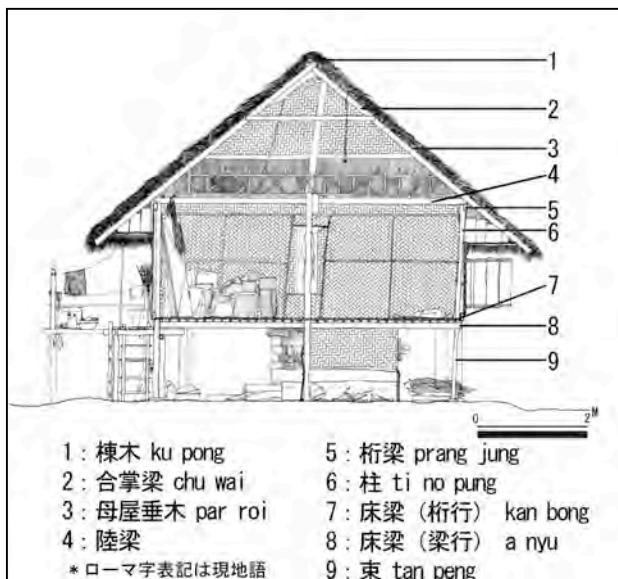 1
2
3
4
5
6
7
8
9
0 2 M
1：棟木 ku pong
2：合掌梁 chu wai
3：母屋垂木 par roi
4：陸梁
＊ローマ字表記は現地語
5：桁梁 prang jung
6：柱 ti no pung
7：床梁（桁行） kan bong
8：床梁（梁行） a nyu
9：束 tan peng